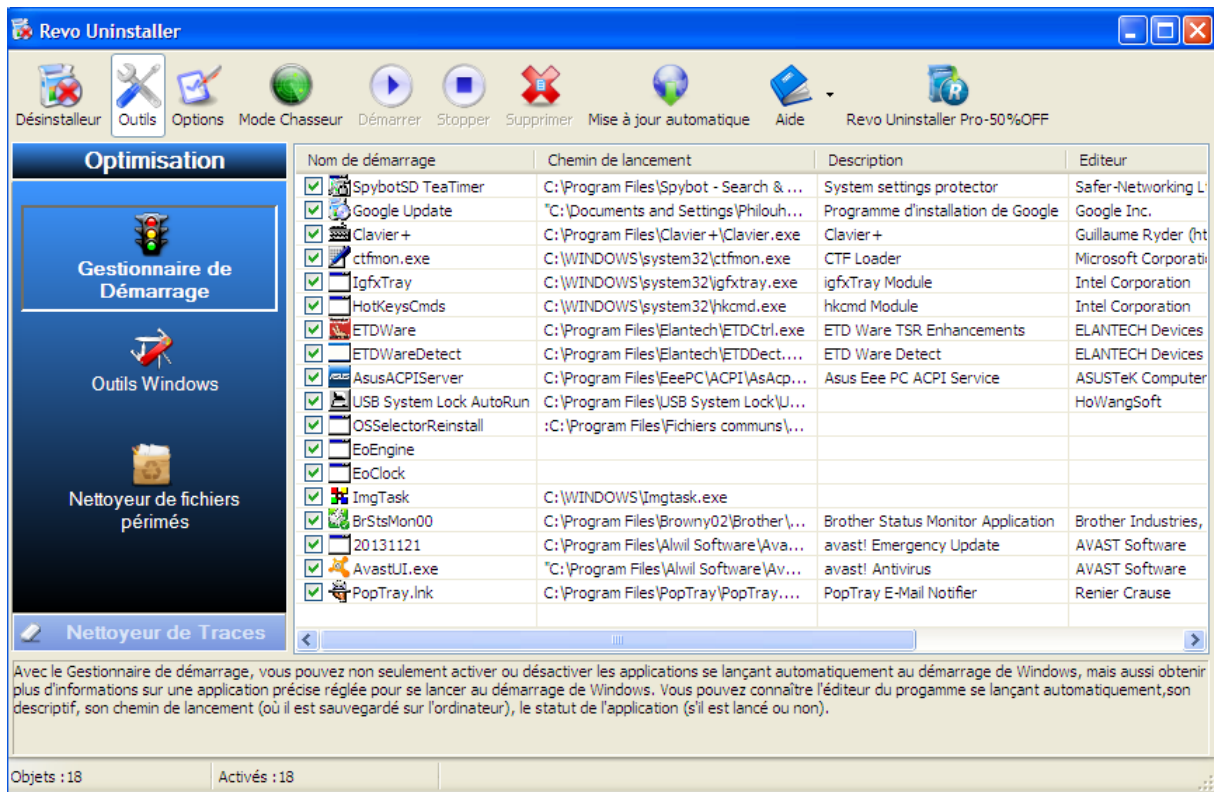 Revo Uninstaller
Désinstalleur Outils Options Mode Chasseur Démarrer Stopper Supprimer Mise à jour automatique Aide Revo Uninstaller Pro-50%OFF
Optimisation
Gestionnaire de
Démarrage
Outils Windows
Nettoyeur de fichiers
périmés
Nettoyeur de Traces
Nom de démarrage Chemin de lancement Description Editeur
SpybotSD TeaTimer C:\Program Files\Spybot - Search & ... System settings protector Safer-Networking L
Google Update "C:\Documents and Settings\Philouh... Programme d'installation de Google Google Inc.
Clavier+ C:\Program Files\Clavier+\Clavier.exe Clavier+ Guillaume Ryder (ht
ctfmon.exe C:\WINDOWS\system32\ctfmon.exe CTF Loader Microsoft Corporati
IgfxTray C:\WINDOWS\system32\igfxtray.exe igfxTray Module Intel Corporation
HotKeysCmds C:\WINDOWS\system32\hkcmd.exe hkcmd Module Intel Corporation
ETDWare C:\Program Files\Elantech\ETDCtrl.exe ETD Ware TSR Enhancements ELANTECH Devices
ETDWareDetect C:\Program Files\Elantech\ETDDect.... ETD Ware Detect ELANTECH Devices
AsusACPIServer C:\Program Files\EeePC\ACPI\AsAcp... Asus Eee PC ACPI Service ASUSTeK Computer
USB System Lock AutoRun C:\Program Files\USB System Lock\U... HoWangSoft
OSSelectorReinstall :C:\Program Files\Fichiers communs\...
EoEngine
EoClock
ImgTask C:\WINDOWS\Imgtask.exe
BrStsMon00 C:\Program Files\Browny02\Brother\... Brother Status Monitor Application Brother Industries,
20131121 C:\Program Files\Alwil Software\Ava... avast! Emergency Update AVAST Software
AvastUI.exe "C:\Program Files\Alwil Software\Av... avast! Antivirus AVAST Software
PopTray.lnk C:\Program Files\PopTray\PopTray.... PopTray E-Mail Notifier Renier Crause
Avec le Gestionnaire de démarrage, vous pouvez non seulement activer ou désactiver les applications se lançant automatiquement au démarrage de Windows, mais aussi obtenir
plus d'informations sur une application précise réglée pour se lancer au démarrage de Windows. Vous pouvez connaître l'éditeur du progamme se lançant automatiquement,son
descriptif, son chemin de lancement (où il est sauvegardé sur l'ordinateur), le statut de l'application (s'il est lancé ou non).
Objets :18 Activés :18